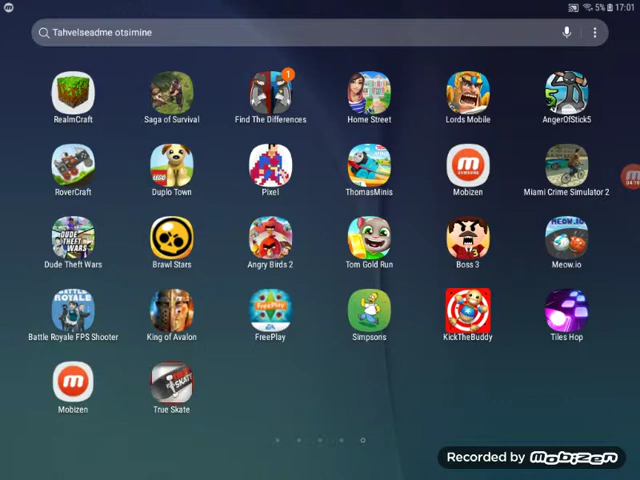 5% 17:01
Tahvelseadme otsimine
1
RealmCraft
Saga of Survival
Find The Differences
Home Street
Lords Mobile
AngerOfStick5
RoverCraft
Duplo Town
Pixel
ThomasMinis
Mobizen
Miami Crime Simulator 2
Dude Theft Wars
Brawl Stars
Angry Birds 2
Tom Gold Run
Boss 3
Meow.io
Battle Royale FPS Shooter
King of Avalon
FreePlay
Simpsons
KickTheBuddy
Tiles Hop
Mobizen
True Skate
Recorded by Mobizen